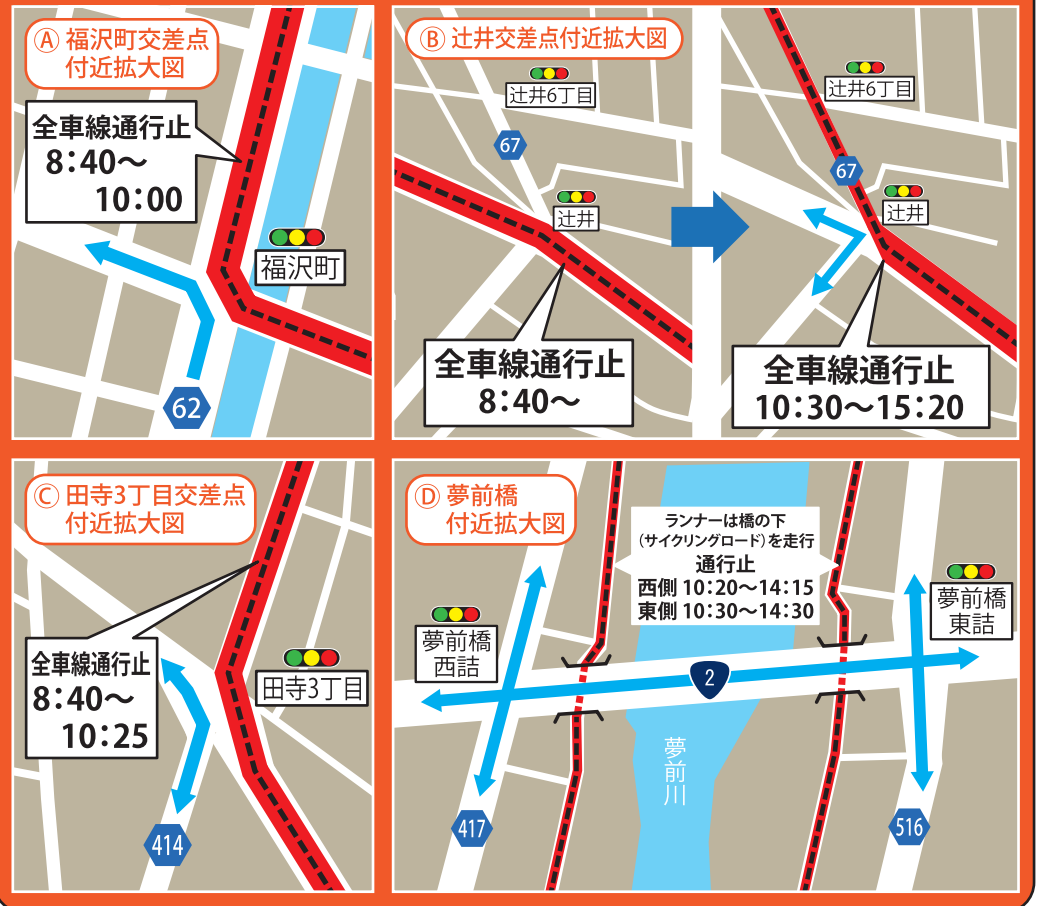 Ⓐ 福沢町交差点
付近拡大図
全車線通行止
8:40～
10:00
福沢町
62
Ⓑ 辻井交差点付近拡大図
辻井6丁目
67
辻井
全車線通行止
8:40～
辻井6丁目
67
辻井
全車線通行止
10:30～15:20
Ⓒ 田寺3丁目交差点
付近拡大図
全車線通行止
8:40～
10:25
田寺3丁目
414
Ⓓ 夢前橋
付近拡大図
ランナーは橋の下
（サイクリングロード）を走行
通行止
西側 10:20～14:15
東側 10:30～14:30
夢前橋
西詰
夢前橋
東詰
2
夢前川
417
516